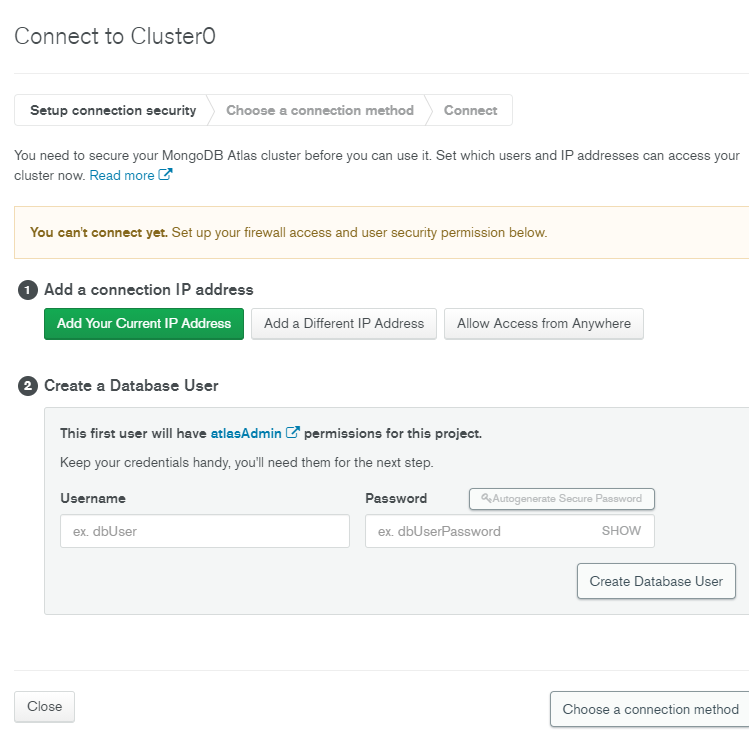 Connect to Cluster0
Setup connection security
Choose a connection method
Connect
You need to secure your MongoDB Atlas cluster before you can use it. Set which users and IP addresses can access your
cluster now. Read more
You can't connect yet. Set up your firewall access and user security permission below.
1 Add a connection IP address
Add Your Current IP Address
Add a Different IP Address
Allow Access from Anywhere
2 Create a Database User
This first user will have atlasAdmin permissions for this project.
Keep your credentials handy, you'll need them for the next step.
Username
Password
Autogenerate Secure Password
ex. dbUser
ex. dbUserPassword
SHOW
Create Database User
Close
Choose a connection method